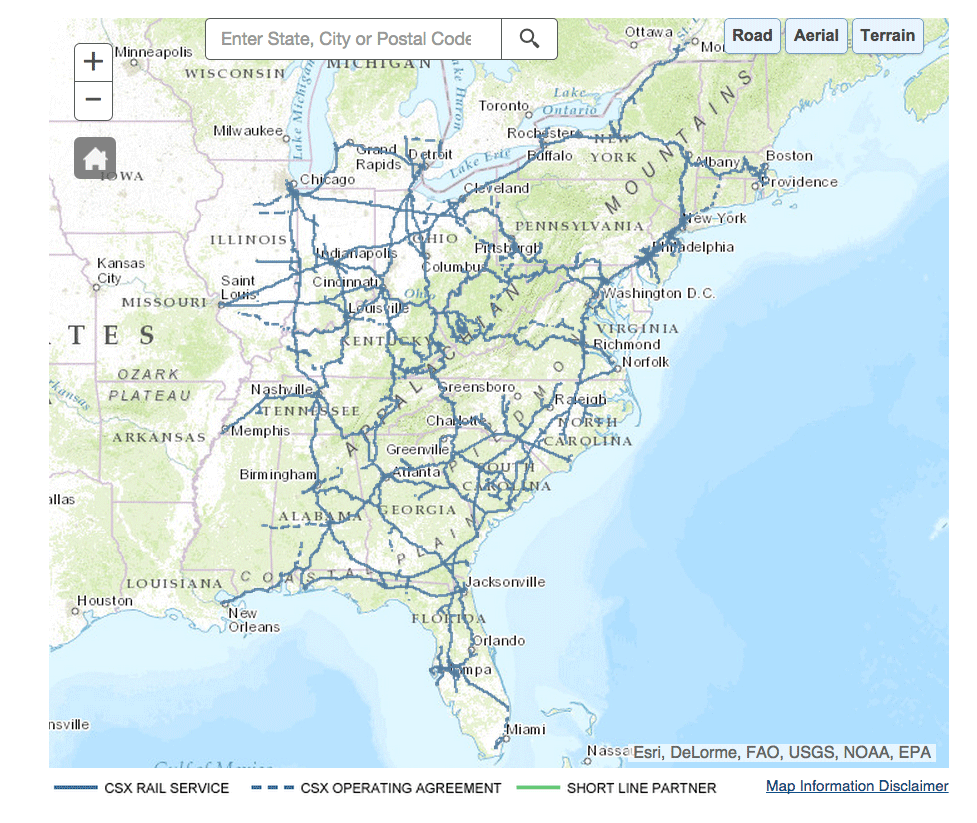 Enter State, City or Postal Code
Road
Aerial
Terrain
+
−
Ottawa
Minneapolis
WISCONSIN
MICHIGAN
Lake Michigan
Lake Huron
Toronto
Lake
Ontario
Milwaukee
Rochester
NEW
YORK
MOUNTAINS
Grand
Rapids
Detroit
Lake Erie
Buffalo
Albany
Boston
IOWA
Chicago
Cleveland
Providence
New York
ILLINOIS
OHIO
PENNSYLVANIA
Pittsburgh
Philadelphia
Indianapolis
Kansas
City
Columbus
Saint
Louis
Cincinnati
Ohio
Washington D.C.
MISSOURI
Louisville
T E S
KENTUCKY
APPALACHIAN
VIRGINIA
Richmond
Norfolk
OZARK
PLATEAU
Arkansas
Nashville
Greensboro
PIEDMONT
Raleigh
TENNESSEE
Memphis
Charlotte
NORTH
CAROLINA
ARKANSAS
Greenville
Birmingham
Atlanta
SOUTH
CAROLINA
allas
ALABAMA
GEORGIA
COASTAL PLAIN
LOUISIANA
Jacksonville
Houston
New
Orleans
FLORIDA
Orlando
mpa
nsville
Miami
Nassa
Esri, DeLorme, FAO, USGS, NOAA, EPA
Gulf of Mexico
CSX RAIL SERVICE
CSX OPERATING AGREEMENT
SHORT LINE PARTNER
Map Information Disclaimer